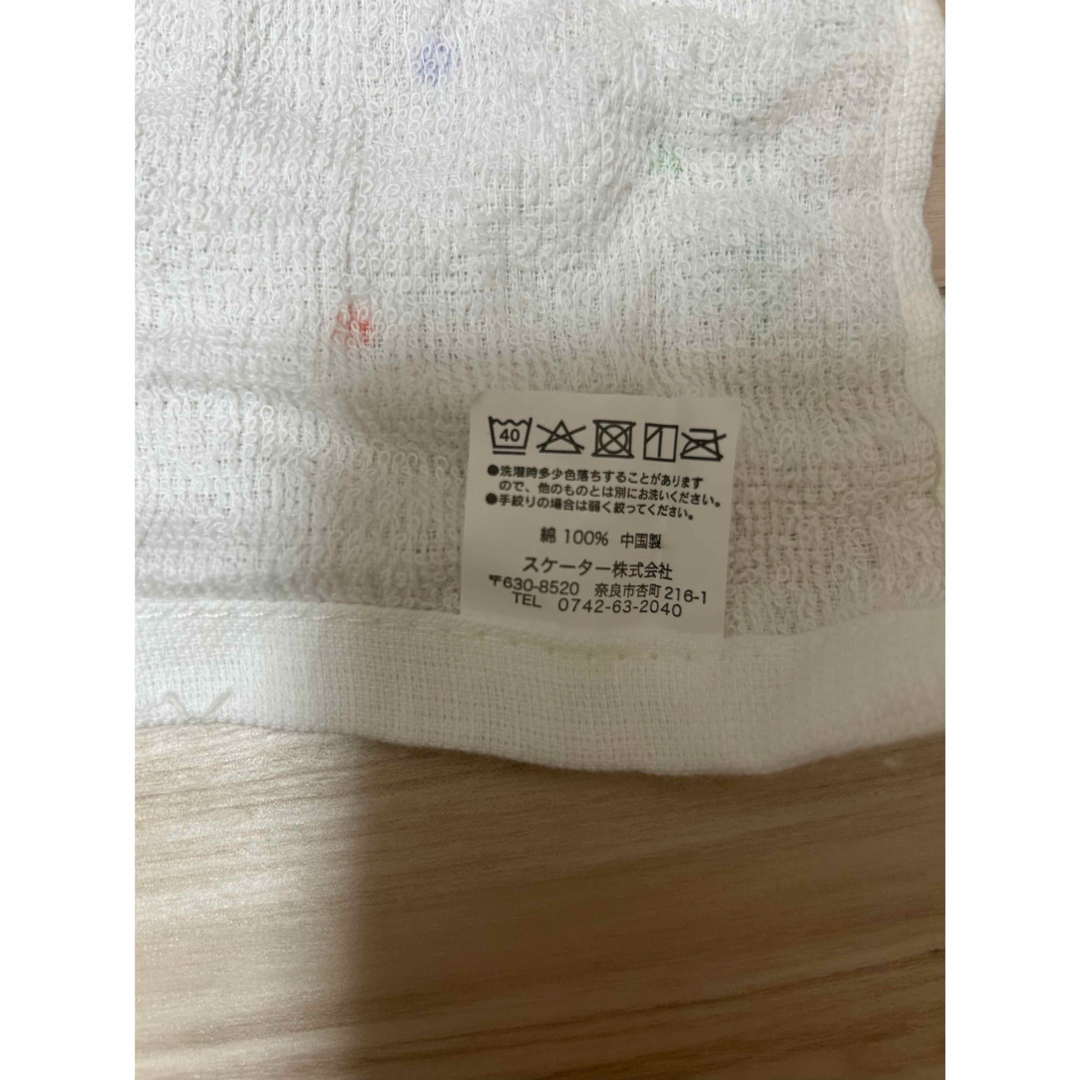 40
●洗濯時多少色落ちすることがあります
ので、他のものとは別にお洗いください。
●手絞りの場合は弱く絞ってください。
綿 100% 中国製
スケーター株式会社
〒630-8520 奈良市杏町 216-1
TEL 0742-63-2040